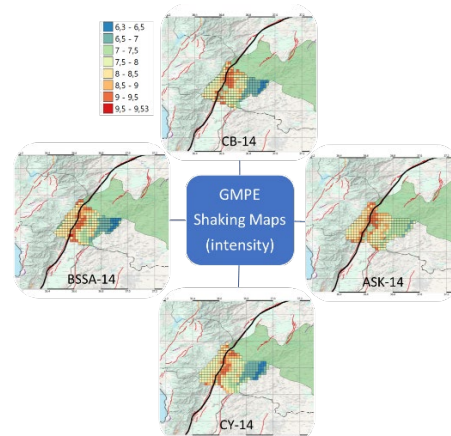 6,3 - 6,5
6,5 - 7
7 - 7,5
7,5 - 8
8 - 8,5
8,5 - 9
9 - 9,5
9,5 - 9,53
CB-14
GMPE
Shaking Maps
(intensity)
BSSA-14
ASK-14
CY-14